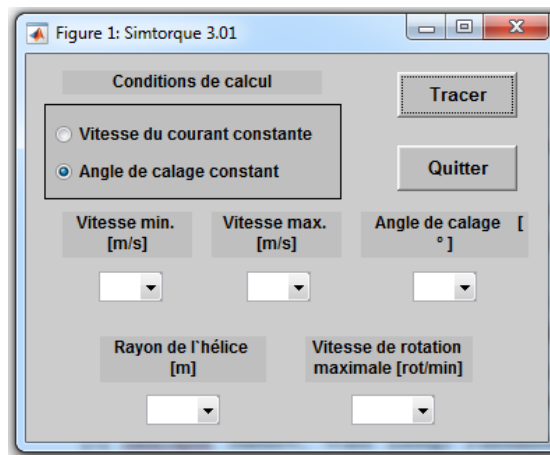 Figure 1: Simtorque 3.01
Conditions de calcul
Tracer
Vitesse du courant constante
Angle de calage constant
Quitter
Vitesse min.
[m/s]
Vitesse max.
[m/s]
Angle de calage [
° ]
Rayon de l`hélice
[m]
Vitesse de rotation
maximale [rot/min]